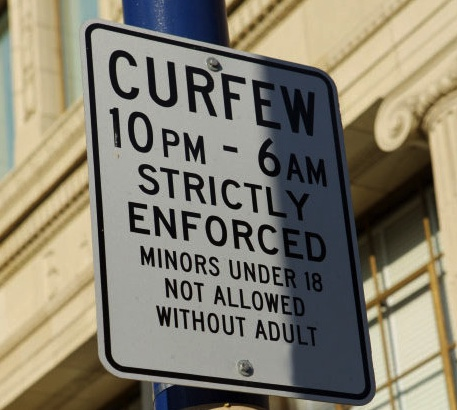 CURFEW
10 PM - 6 AM
STRICTLY
ENFORCED
MINORS UNDER 18
NOT ALLOWED
WITHOUT ADULT